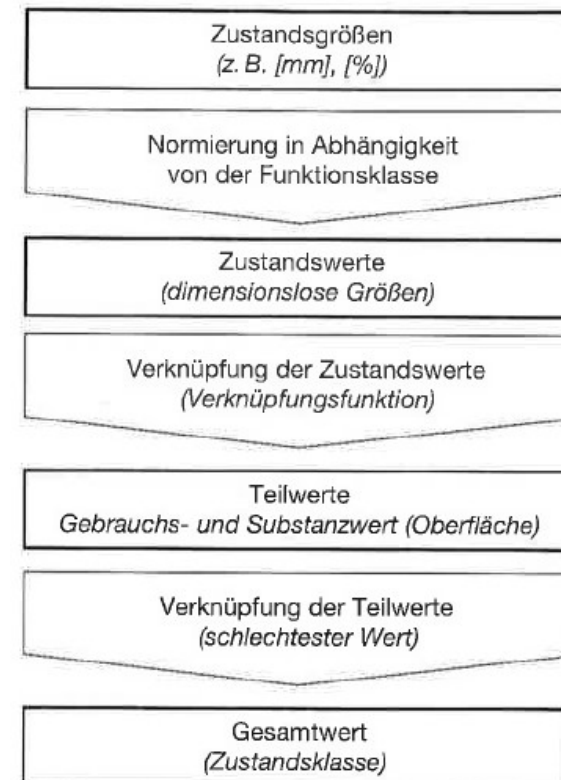 Zustandsgrößen
(z. B. [mm], [%])
Normierung in Abhängigkeit
von der Funktionsklasse
Zustandswerte
(dimensionslose Größen)
Verknüpfung der Zustandswerte
(Verknüpfungsfunktion)
Teilwerte
Gebrauchs- und Substanzwert (Oberfläche)
Verknüpfung der Teilwerte
(schlechtester Wert)
Gesamtwert
(Zustandsklasse)